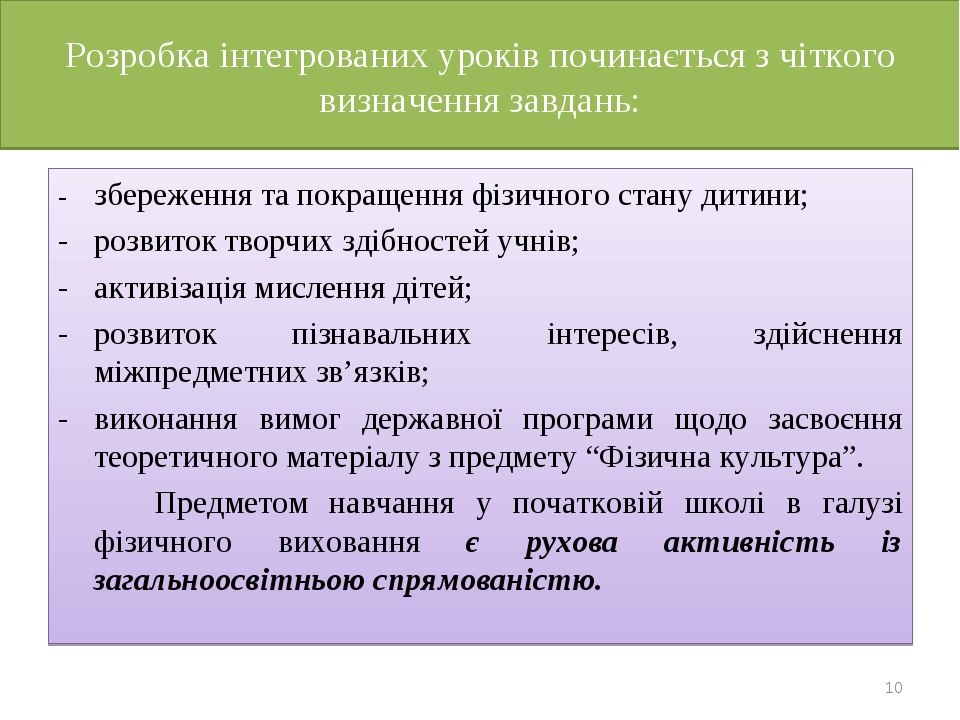 Розробка інтегрованих уроків починається з чіткого
визначення завдань:
- збереження та покращення фізичного стану дитини;
- розвиток творчих здібностей учнів;
- активізація мислення дітей;
- розвиток пізнавальних інтересів, здійснення
міжпредметних зв’язків;
- виконання вимог державної програми щодо засвоєння
теоретичного матеріалу з предмету “Фізична культура”.
Предметом навчання у початковій школі в галузі
фізичного виховання є рухова активність із
загальноосвітньою спрямованістю.
10